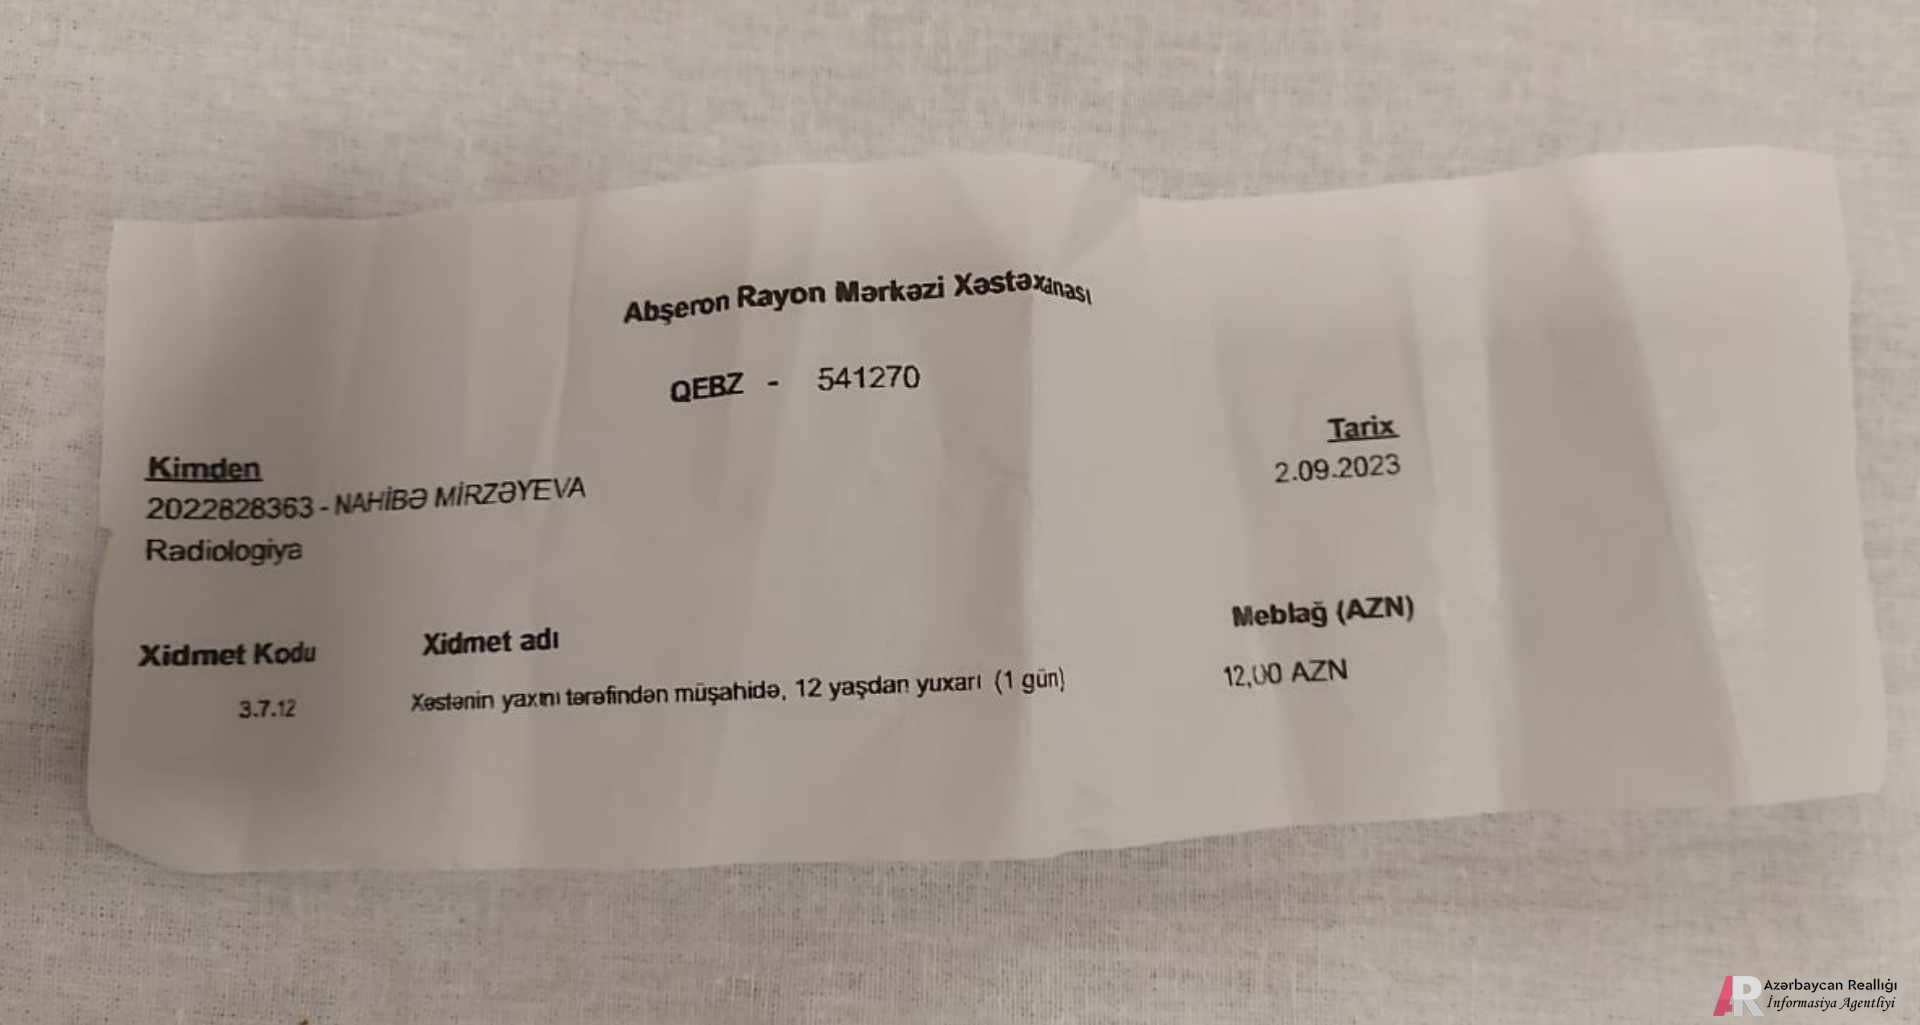 Abşeron Rayon Mərkəzi Xəstəxanası
QEBZ - 541270
Tarix
2.09.2023
Kimden
2022828363 - NAHİBƏ MİRZƏYEVA
Radiologiya
Xidmet Kodu Xidmet adı Meblağ (AZN)
3.7.12 Xəstənin yaxını tərəfindən müşahidə, 12 yaşdan yuxarı (1 gün) 12,00 AZN
AR Azərbaycan Reallığı
İnformasiya Agentliyi